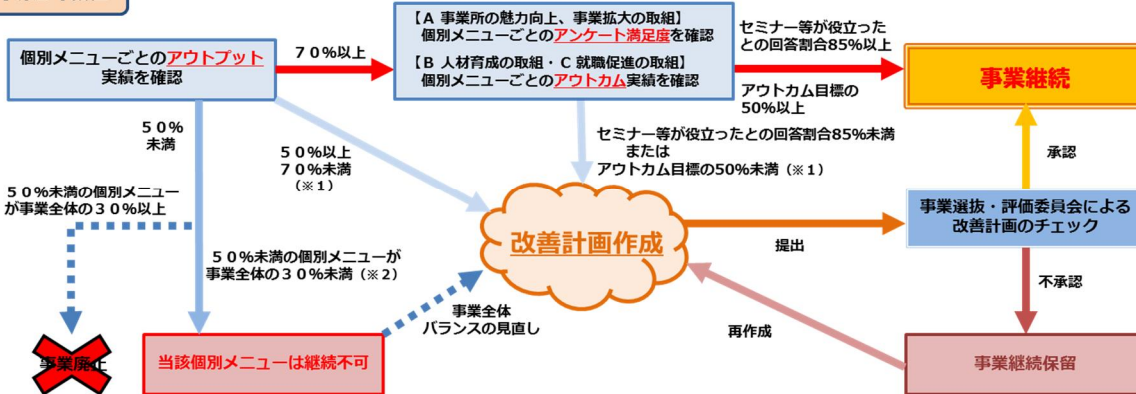 個別メニューごとのアウトプット
実績を確認
70%以上
【A 事業所の魅力向上、事業拡大の取組】
個別メニューごとのアンケート満足度を確認
【B 人材育成の取組・C 就職促進の取組】
個別メニューごとのアウトカム実績を確認
セミナー等が役立った
との回答割合85%以上
アウトカム目標の
50%以上
事業継続
50%
未満
50%以上
70%未満
(※1)
セミナー等が役立ったとの回答割合85%未満
または
アウトカム目標の50%未満(※1)
承認
50%未満の個別メニュー
が事業全体の30%以上
改善計画作成
提出
事業選抜・評価委員会による
改善計画のチェック
50%未満の個別メニューが
事業全体の30%未満(※2)
不承認
事業全体
バランスの見直し
再作成
事業廃止
当該個別メニューは継続不可
事業継続保留